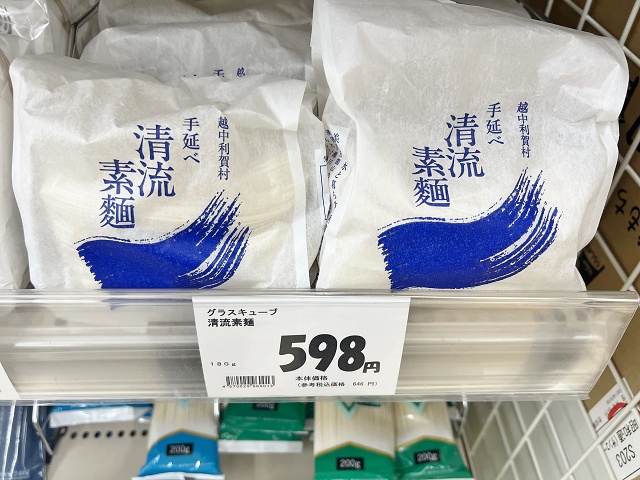 越中利賀村
手延べ
清流
素麺
越中利賀村
手延べ
清流
素麺
グラスキューブ
清流素麺
180g
598円
本体価格
(参考税込価格 646 円)
200g
200g
200g
S203